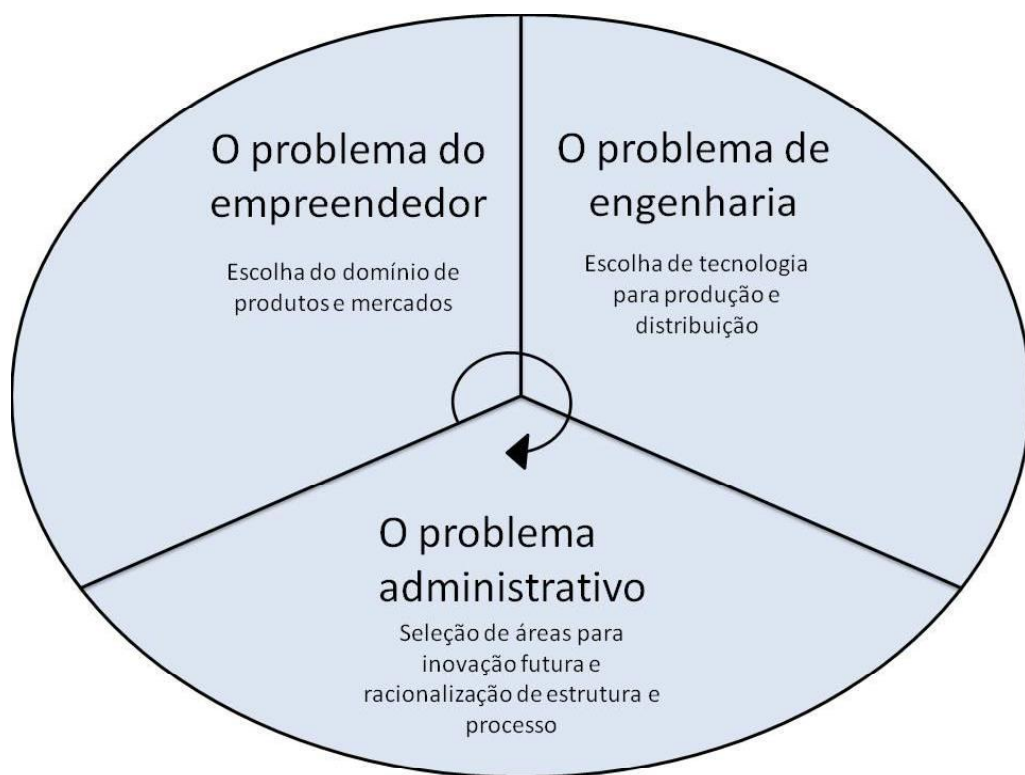 O problema do
empreendedor
Escolha do domínio de
produtos e mercados
O problema de
engenharia
Escolha de tecnologia
para produção e
distribuição
O problema
administrativo
Seleção de áreas para
inovação futura e
racionalização de estrutura e
processo